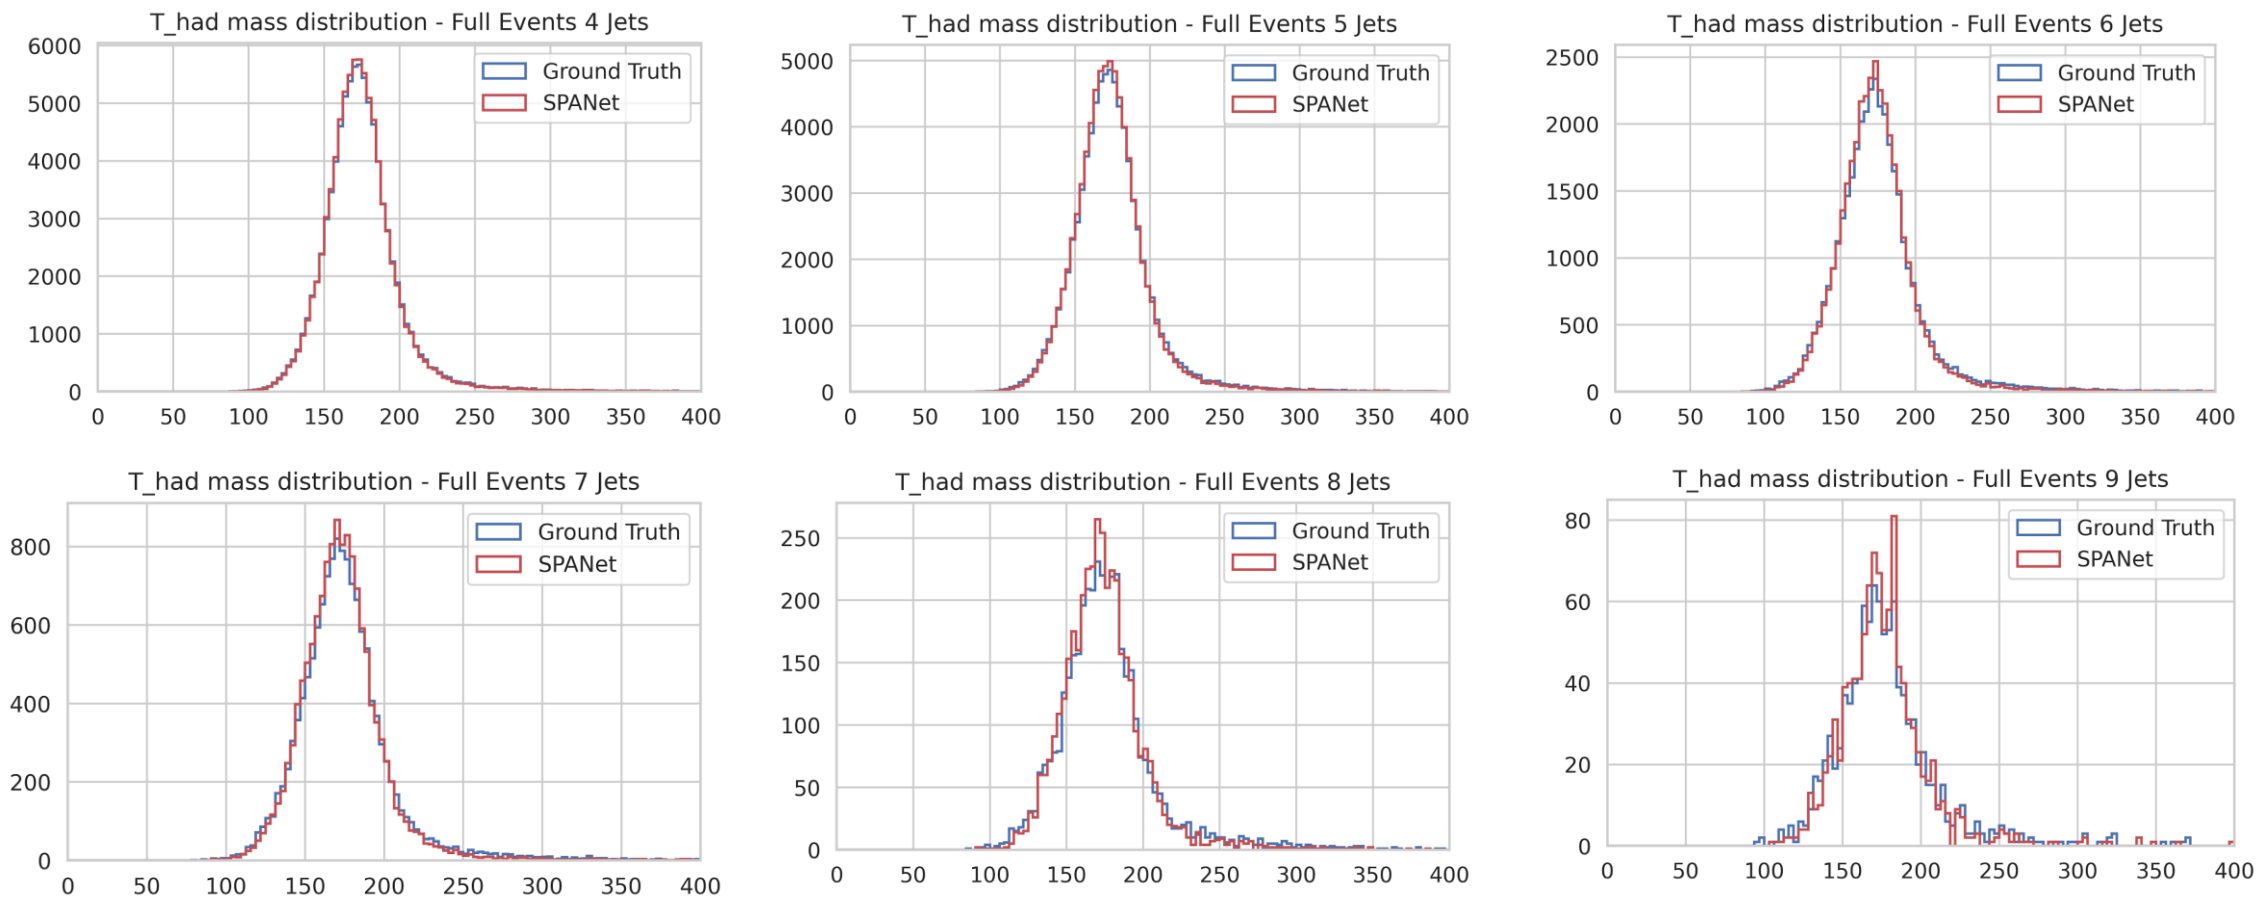 T_had mass distribution - Full Events 4 Jets
6000
5000
4000
3000
2000
1000
0
0 50 100 150 200 250 300 350 400
Ground Truth
SPANet
T_had mass distribution - Full Events 5 Jets
5000
4000
3000
2000
1000
0
0 50 100 150 200 250 300 350 400
Ground Truth
SPANet
T_had mass distribution - Full Events 6 Jets
2500
2000
1500
1000
500
0
0 50 100 150 200 250 300 350 400
Ground Truth
SPANet
T_had mass distribution - Full Events 7 Jets
800
600
400
200
0
0 50 100 150 200 250 300 350 400
Ground Truth
SPANet
T_had mass distribution - Full Events 8 Jets
250
200
150
100
50
0
0 50 100 150 200 250 300 350 400
Ground Truth
SPANet
T_had mass distribution - Full Events 9 Jets
80
60
40
20
0
0 50 100 150 200 250 300 350 400
Ground Truth
SPANet